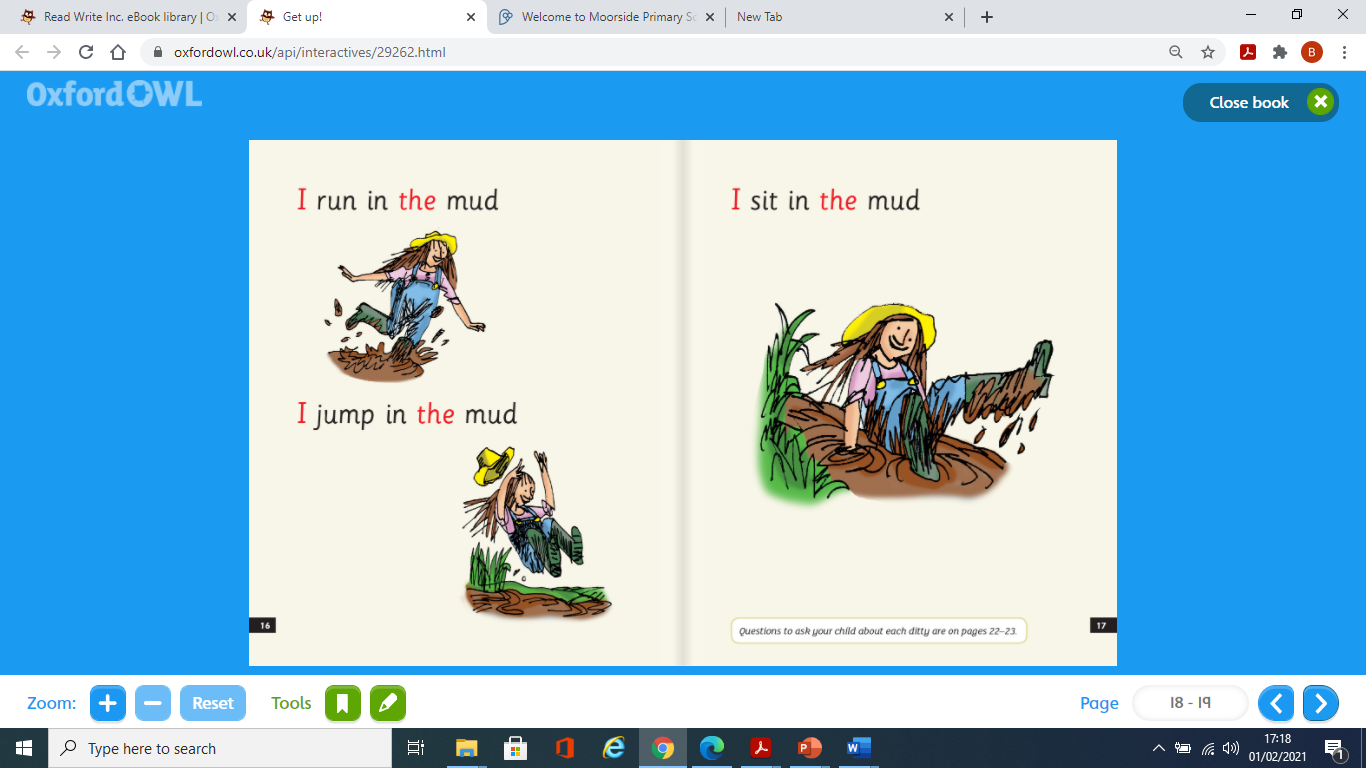 Read Write Inc. eBook library | Ox
Get up!
Welcome to Moorside Primary Sc
New Tab
oxfordowl.co.uk/api/interactives/29262.html
B
Oxford OWL
Close book
I run in the mud
I jump in the mud
16
I sit in the mud
Questions to ask your child about each ditty are on pages 22–23.
17
Zoom:
Reset
Tools
Page
18 - 19
Type here to search
17:18
01/02/2021
1